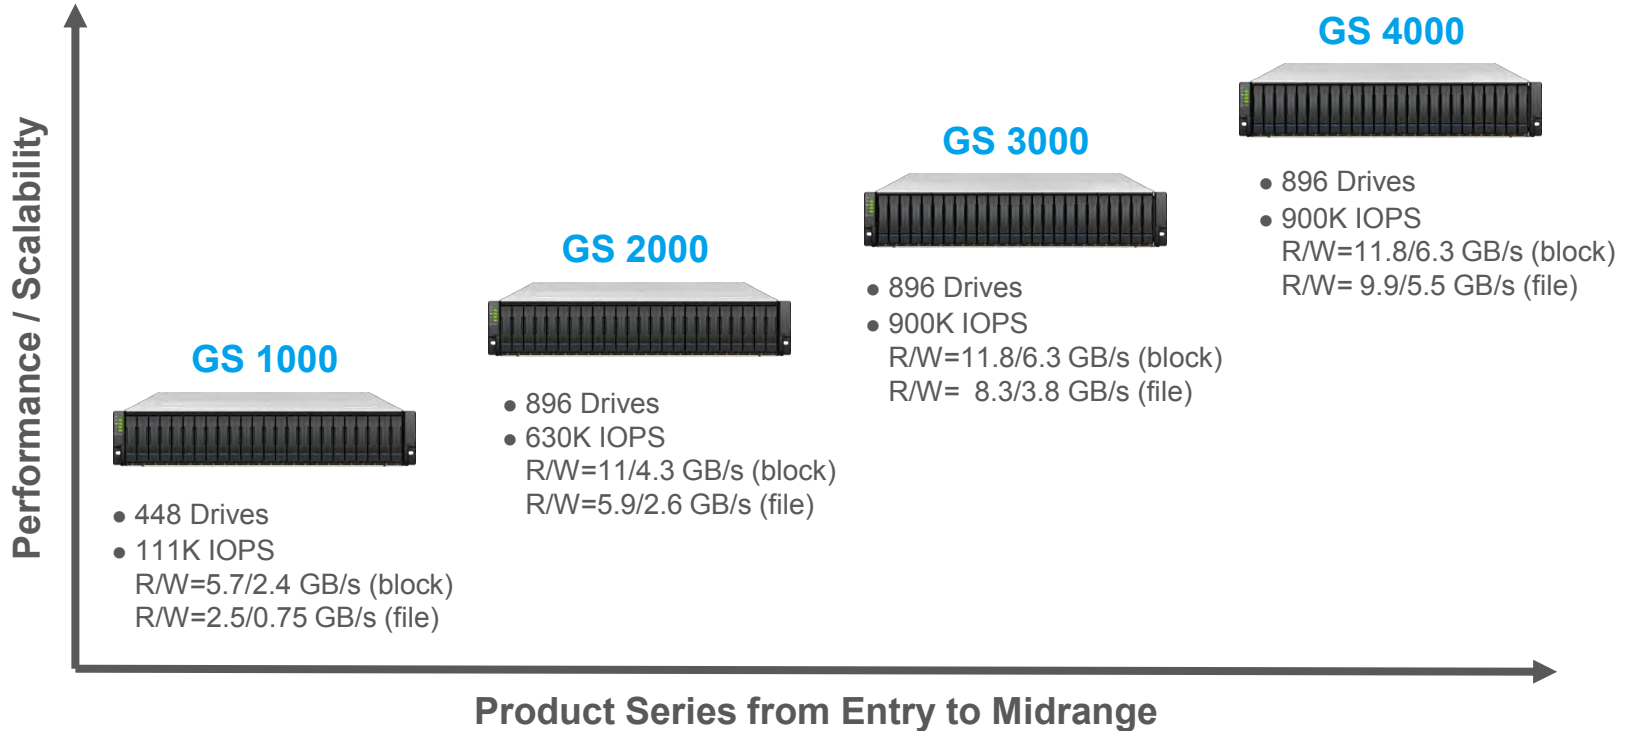 Performance / Scalability
GS 1000
● 448 Drives
● 111K IOPS
R/W=5.7/2.4 GB/s (block)
R/W=2.5/0.75 GB/s (file)
GS 2000
● 896 Drives
● 630K IOPS
R/W=11/4.3 GB/s (block)
R/W=5.9/2.6 GB/s (file)
GS 3000
● 896 Drives
● 900K IOPS
R/W=11.8/6.3 GB/s (block)
R/W= 8.3/3.8 GB/s (file)
GS 4000
● 896 Drives
● 900K IOPS
R/W=11.8/6.3 GB/s (block)
R/W= 9.9/5.5 GB/s (file)
Product Series from Entry to Midrange